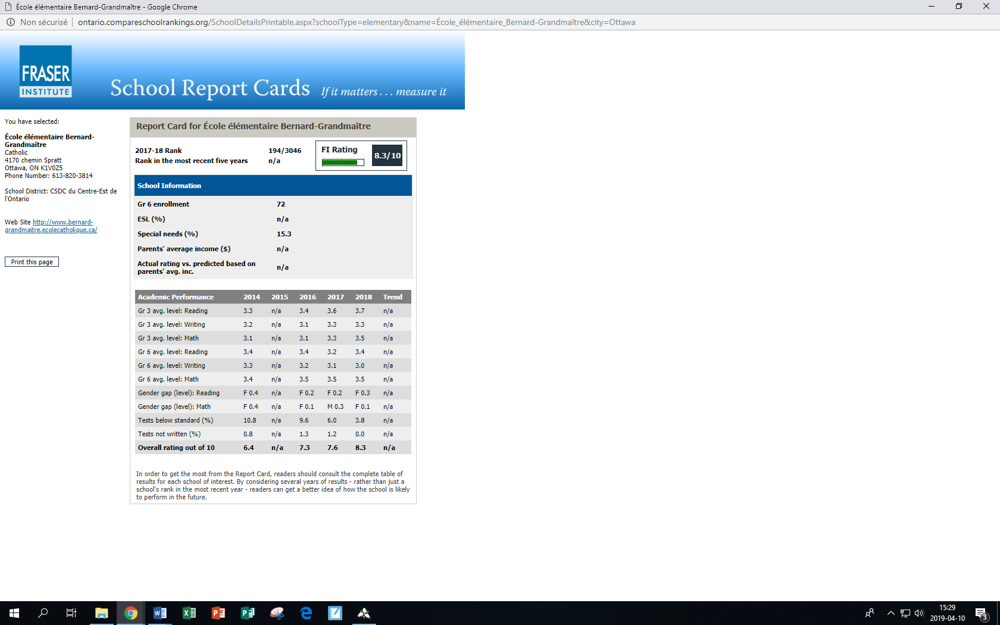 École élémentaire Bernard-Grandmaître - Google Chrome
Non sécurisé | ontario.compareschoolrankings.org/SchoolDetailsPrintable.aspx?schoolType=elementary&name=École_élémentaire_Bernard-Grandmaître&city=Ottawa
FRASER
INSTITUTE
School Report Cards If it matters . . . measure it
You have selected:
École élémentaire Bernard-
Grandmaître
Catholic
4170 chemin Spratt
Ottawa, ON K1V0Z5
Phone Number: 613-820-3814
School District: CSDC du Centre-Est de
l'Ontario
Web Site http://www.bernard-
grandmaitre.ecolecatholique.ca/
Print this page
Report Card for École élémentaire Bernard-Grandmaître
2017-18 Rank 194/3046
Rank in the most recent five years n/a
FI Rating 8.3/10
School Information
Gr 6 enrollment 72
ESL (%) n/a
Special needs (%) 15.3
Parents' average income ($) n/a
Actual rating vs. predicted based on
parents' avg. inc. n/a
Academic Performance 2014 2015 2016 2017 2018 Trend
Gr 3 avg. level: Reading 3.3 n/a 3.4 3.6 3.7 n/a
Gr 3 avg. level: Writing 3.2 n/a 3.1 3.3 3.3 n/a
Gr 3 avg. level: Math 3.1 n/a 3.1 3.3 3.5 n/a
Gr 6 avg. level: Reading 3.4 n/a 3.4 3.2 3.4 n/a
Gr 6 avg. level: Writing 3.3 n/a 3.2 3.1 3.0 n/a
Gr 6 avg. level: Math 3.4 n/a 3.5 3.5 3.5 n/a
Gender gap (level): Reading F 0.4 n/a F 0.2 F 0.2 F 0.3 n/a
Gender gap (level): Math F 0.4 n/a F 0.1 M 0.3 F 0.1 n/a
Tests below standard (%) 10.8 n/a 9.6 6.0 3.8 n/a
Tests not written (%) 0.8 n/a 1.3 1.2 0.0 n/a
Overall rating out of 10 6.4 n/a 7.3 7.6 8.3 n/a
In order to get the most from the Report Card, readers should consult the complete table of
results for each school of interest. By considering several years of results - rather than just a
school's rank in the most recent year - readers can get a better idea of how the school is likely
to perform in the future.
15:29
2019-04-10
3